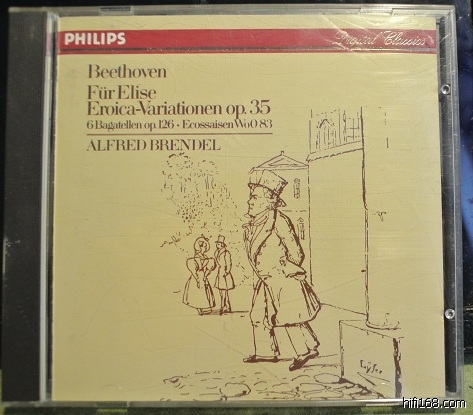 PHILIPS
Digital Classics
Beethoven
Für Elise
Eroica-Variationen op. 35
6 Bagatellen op. 126 · Ecossaisen WoO 83
ALFRED BRENDEL
hifi168.com